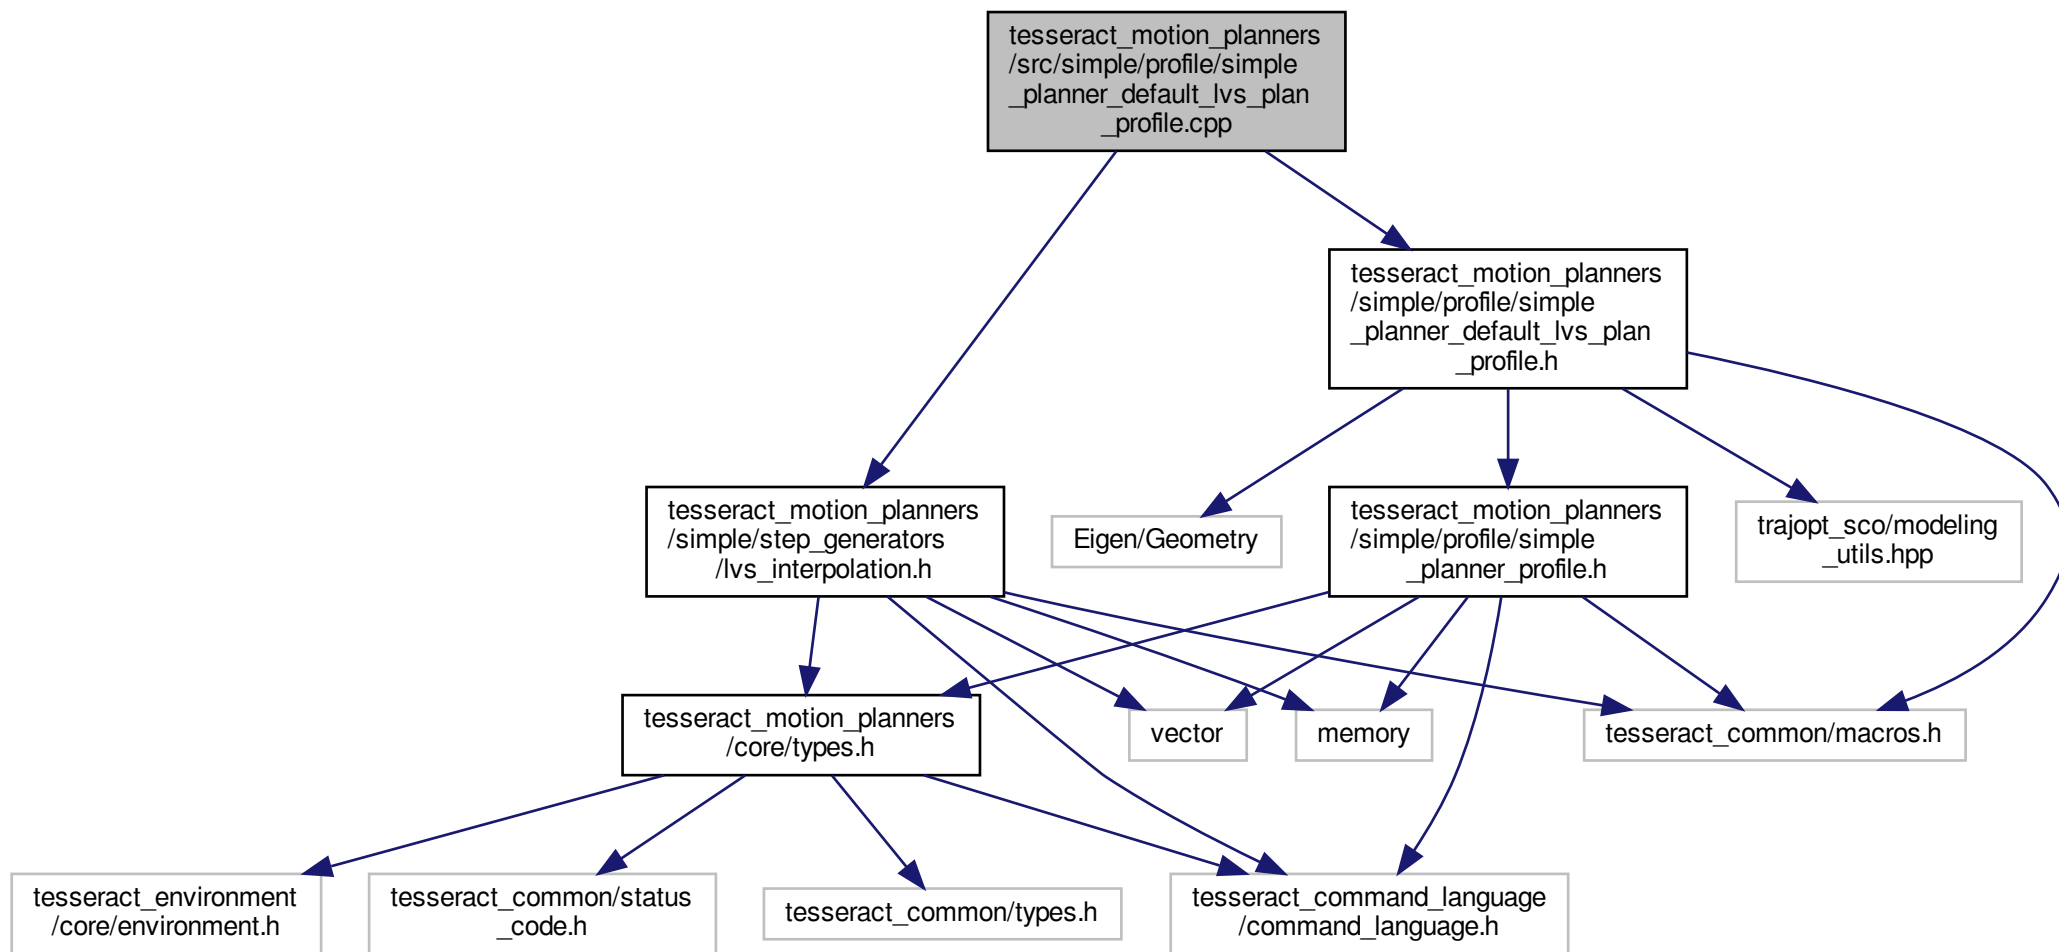 tesseract_motion_planners
/src/simple/profile/simple
_planner_default_lvs_plan
_profile.cpp
tesseract_motion_planners
/simple/profile/simple
_planner_default_lvs_plan
_profile.h
tesseract_motion_planners
/simple/step_generators
/lvs_interpolation.h
Eigen/Geometry
tesseract_motion_planners
/simple/profile/simple
_planner_profile.h
trajopt_sco/modeling
_utils.hpp
tesseract_motion_planners
/core/types.h
vector
memory
tesseract_common/macros.h
tesseract_environment
/core/environment.h
tesseract_common/status
_code.h
tesseract_common/types.h
tesseract_command_language
/command_language.h